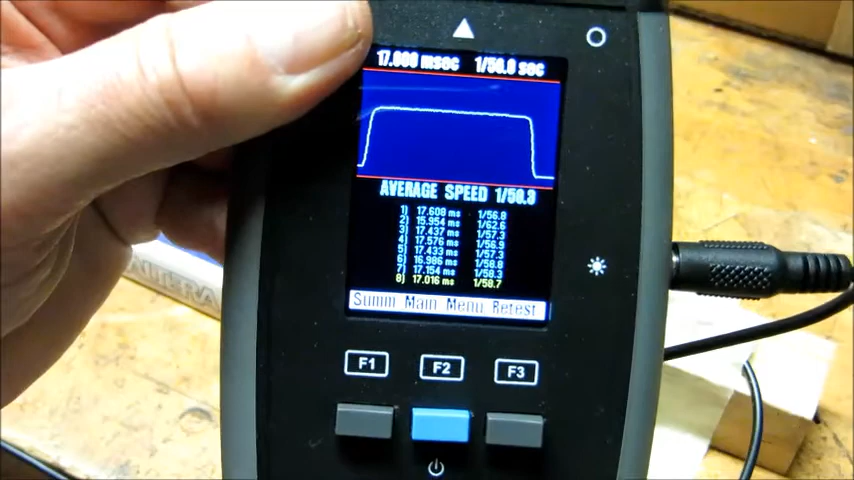 17.008 msec 1/58.8 sec
AVERAGE SPEED 1/58.3
1) 17.608 ms 1/56.8
2) 15.954 ms 1/62.6
3) 17.437 ms 1/57.3
4) 17.576 ms 1/56.9
5) 17.433 ms 1/57.3
6) 16.986 ms 1/58.8
7) 17.154 ms 1/58.3
8) 17.016 ms 1/58.7
Summ Main Menu Retest
F1 F2 F3
ALTERA